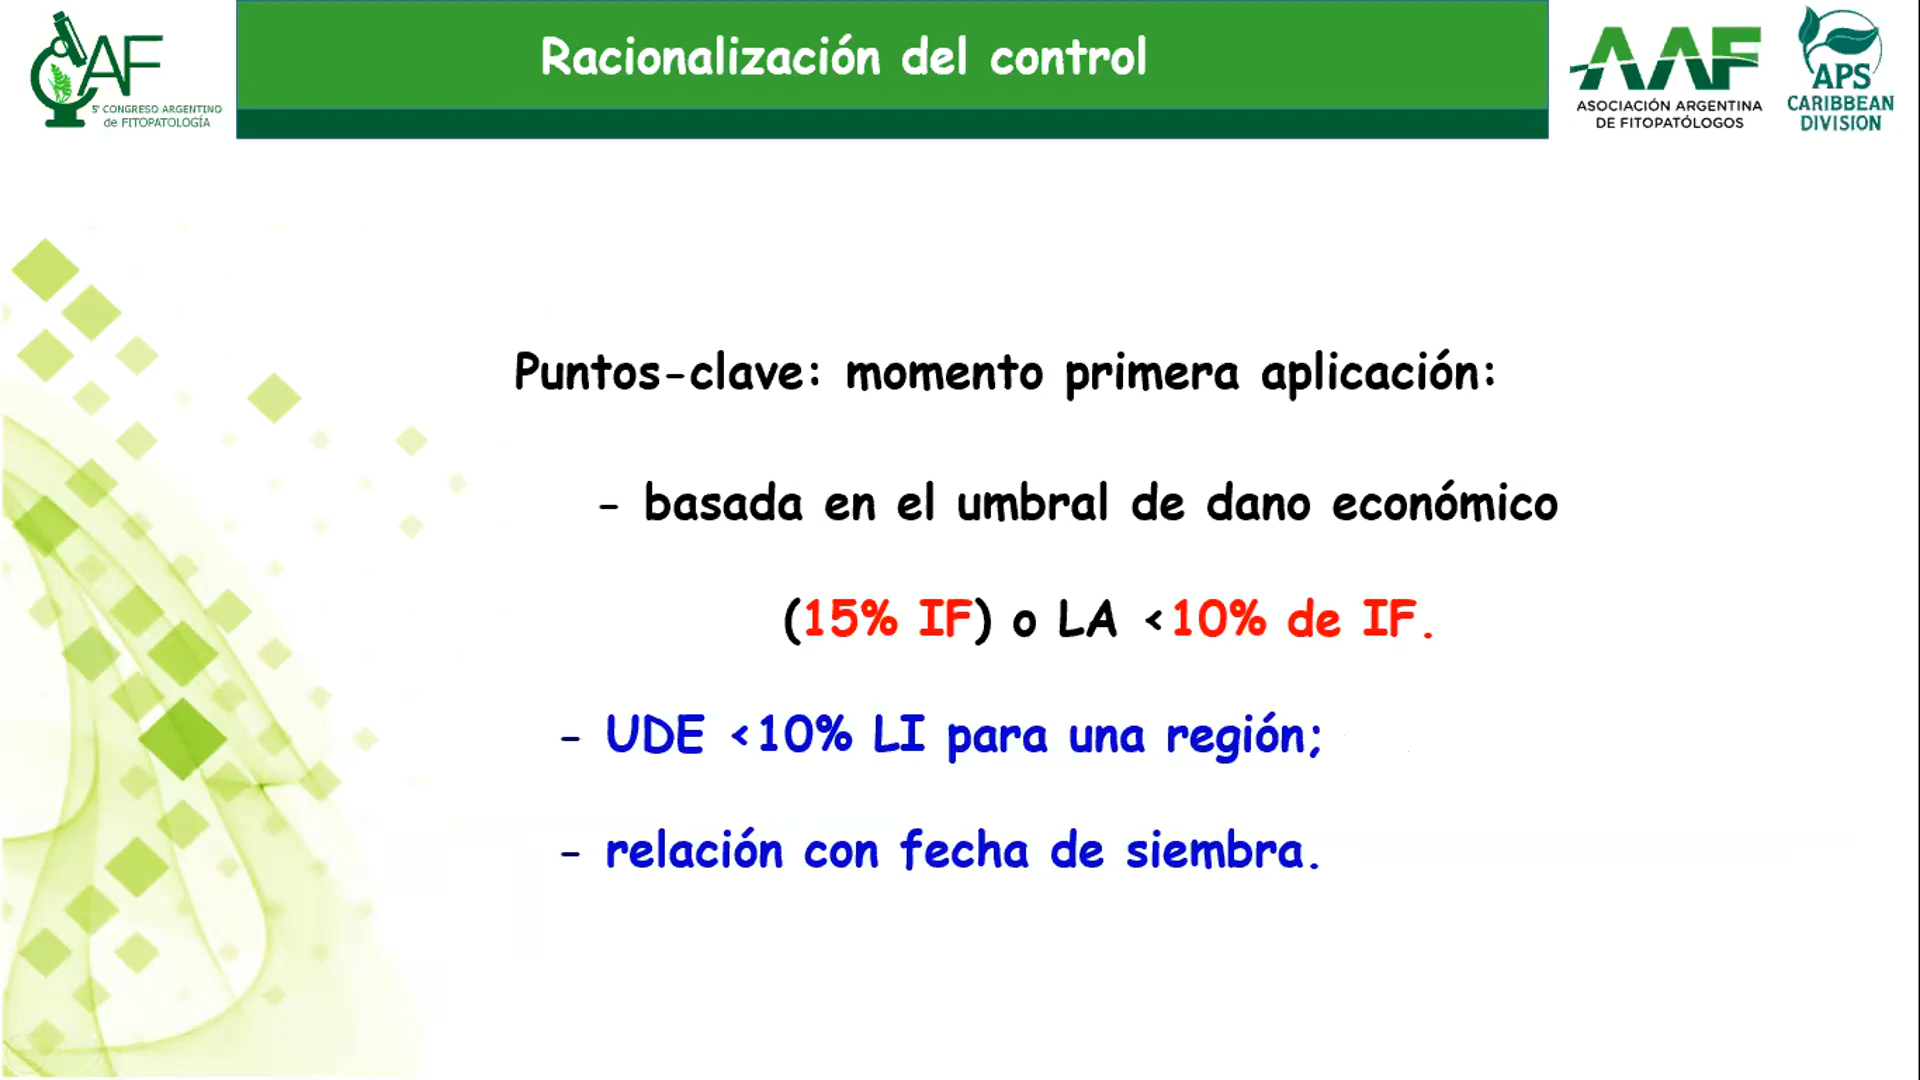 Racionalización del control
CAF
5° CONGRESO ARGENTINO
de FITOPATOLOGÍA
AAF
ASOCIACIÓN ARGENTINA
DE FITOPATÓLOGOS
APS
CARIBBEAN
DIVISION
Puntos-clave: momento primera aplicación:
- basada en el umbral de dano económico
(15% IF) o LA <10% de IF.
- UDE <10% LI para una región;
- relación con fecha de siembra.